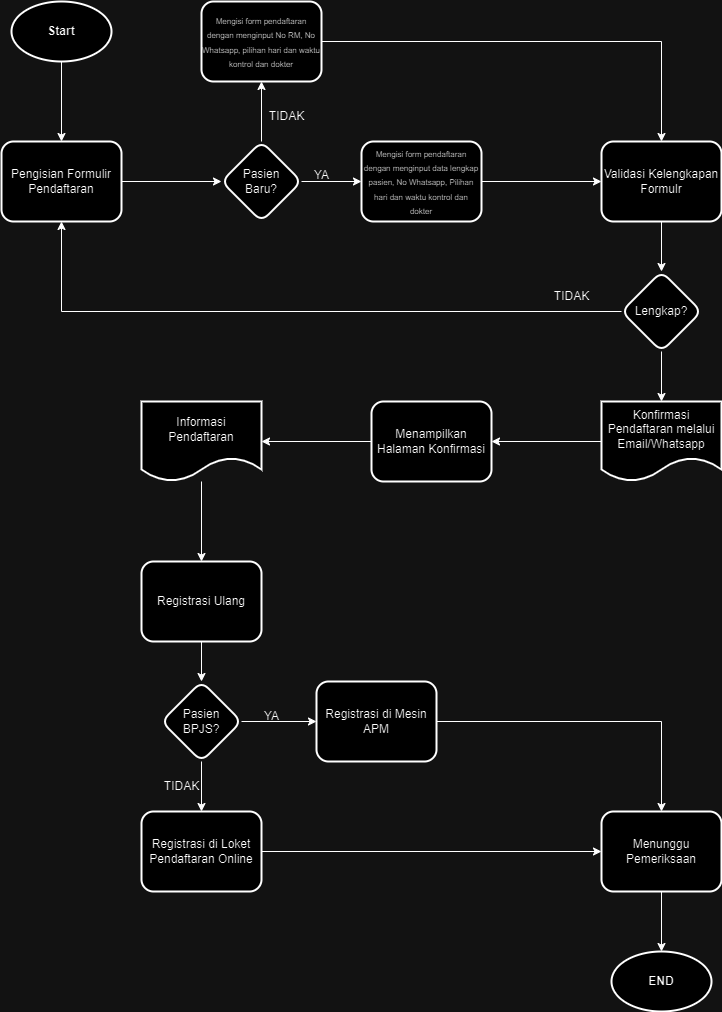 Start
Mengisi form pendaftaran
dengan menginput No RM, No
Whatsapp, pilihan hari dan waktu
kontrol dan dokter
TIDAK
Pengisian Formulir
Pendaftaran
Pasien
Baru?
YA
Mengisi form pendaftaran
dengan menginput data lengkap
pasien, No Whatsapp, Pilihan
hari dan waktu kontrol dan
dokter
Validasi Kelengkapan
Formulr
TIDAK
Lengkap?
Konfirmasi
Pendaftaran melalui
Email/Whatsapp
Menampilkan
Halaman Konfirmasi
Informasi
Pendaftaran
Registrasi Ulang
Pasien
BPJS?
YA
Registrasi di Mesin
APM
TIDAK
Registrasi di Loket
Pendaftaran Online
Menunggu
Pemeriksaan
END